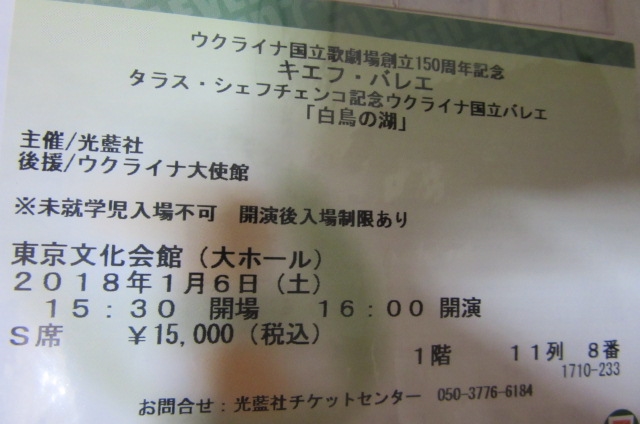 ウクライナ国立歌劇場創立150周年記念
キエフ・バレエ
タラス・シェフチェンコ記念ウクライナ国立バレエ
「白鳥の湖」
主催/光藍社
後援/ウクライナ大使館
※未就学児入場不可　開演後入場制限あり
東京文化会館（大ホール）
２０１８年１月６日（土）
１５：３０　開場　１６：００　開演
Ｓ席　￥15,000（税込）
１階　１１列　８番
1710-233
お問合せ：光藍社チケットセンター　050-3776-6184